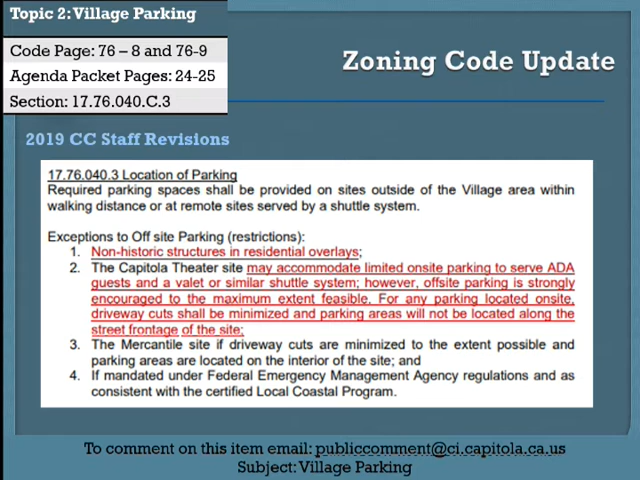 Topic 2: Village Parking
Code Page: 76 – 8 and 76-9
Agenda Packet Pages: 24-25
Section: 17.76.040.C.3
Zoning Code Update
2019 CC Staff Revisions
17.76.040.3 Location of Parking
Required parking spaces shall be provided on sites outside of the Village area within
walking distance or at remote sites served by a shuttle system.
Exceptions to Off site Parking (restrictions):
1. Non-historic structures in residential overlays;
2. The Capitola Theater site may accommodate limited onsite parking to serve ADA
guests and a valet or similar shuttle system; however, offsite parking is strongly
encouraged to the maximum extent feasible. For any parking located onsite,
driveway cuts shall be minimized and parking areas will not be located along the
street frontage of the site;
3. The Mercantile site if driveway cuts are minimized to the extent possible and
parking areas are located on the interior of the site; and
4. If mandated under Federal Emergency Management Agency regulations and as
consistent with the certified Local Coastal Program.
To comment on this item email: publiccomment@ci.capitola.ca.us
Subject: Village Parking